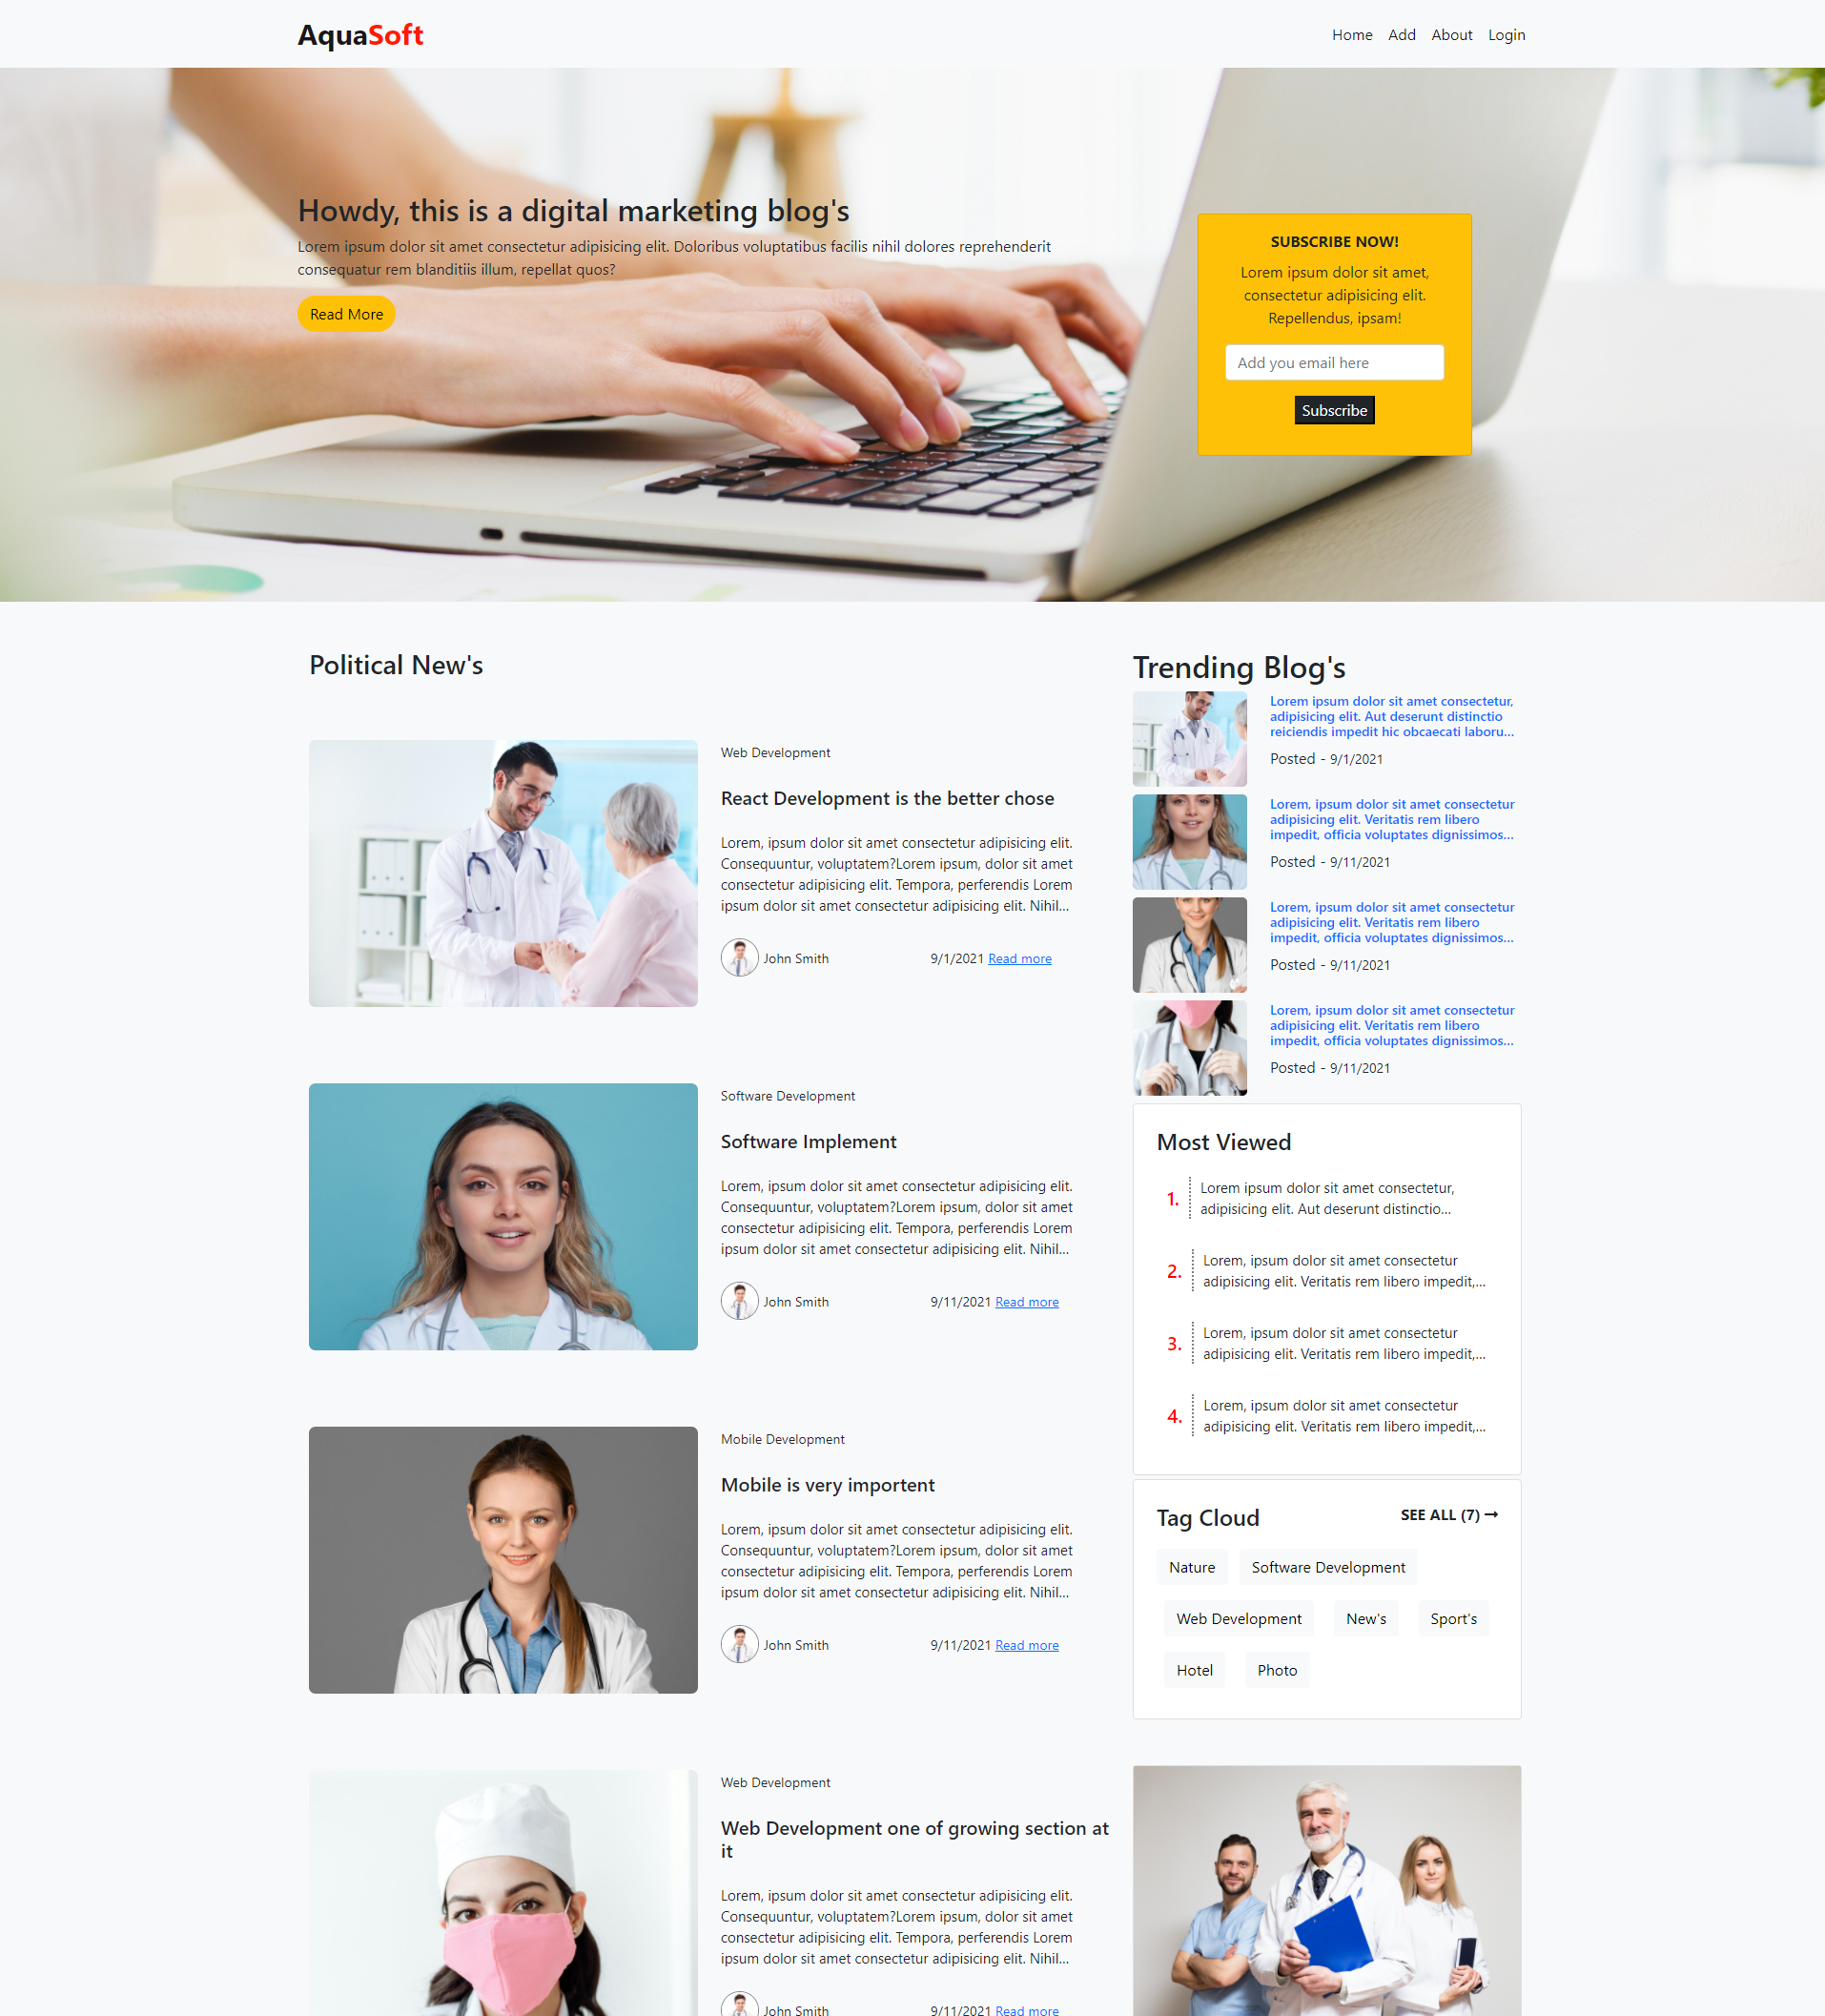 AquaSoft
Home Add About Login
Howdy, this is a digital marketing blog's
Lorem ipsum dolor sit amet consectetur adipisicing elit. Doloribus voluptatibus facilis nihil dolores reprehenderit
consequatur rem blanditiis illum, repellat quos?
Read More
SUBSCRIBE NOW!
Lorem ipsum dolor sit amet,
consectetur adipisicing elit.
Repellendus, ipsam!
Add you email here
Subscribe
Political New's
Web Development
React Development is the better chose
Lorem, ipsum dolor sit amet consectetur adipisicing elit.
Consequuntur, voluptatem?Lorem ipsum, dolor sit amet
consectetur adipisicing elit. Tempora, perferendis Lorem
ipsum dolor sit amet consectetur adipisicing elit. Nihil...
John Smith 9/1/2021 Read more
Software Development
Software Implement
Lorem, ipsum dolor sit amet consectetur adipisicing elit.
Consequuntur, voluptatem?Lorem ipsum, dolor sit amet
consectetur adipisicing elit. Tempora, perferendis Lorem
ipsum dolor sit amet consectetur adipisicing elit. Nihil...
John Smith 9/11/2021 Read more
Mobile Development
Mobile is very importent
Lorem, ipsum dolor sit amet consectetur adipisicing elit.
Consequuntur, voluptatem?Lorem ipsum, dolor sit amet
consectetur adipisicing elit. Tempora, perferendis Lorem
ipsum dolor sit amet consectetur adipisicing elit. Nihil...
John Smith 9/11/2021 Read more
Web Development
Web Development one of growing section at
it
Lorem, ipsum dolor sit amet consectetur adipisicing elit.
Consequuntur, voluptatem?Lorem ipsum, dolor sit amet
consectetur adipisicing elit. Tempora, perferendis Lorem
ipsum dolor sit amet consectetur adipisicing elit. Nihil...
John Smith 9/11/2021 Read more
Trending Blog's
Lorem ipsum dolor sit amet consectetur,
adipisicing elit. Aut deserunt distinctio
reiciendis impedit hic obcaecati laboru...
Posted - 9/1/2021
Lorem, ipsum dolor sit amet consectetur
adipisicing elit. Veritatis rem libero
impedit, officia voluptates dignissimos...
Posted - 9/11/2021
Lorem, ipsum dolor sit amet consectetur
adipisicing elit. Veritatis rem libero
impedit, officia voluptates dignissimos...
Posted - 9/11/2021
Lorem, ipsum dolor sit amet consectetur
adipisicing elit. Veritatis rem libero
impedit, officia voluptates dignissimos...
Posted - 9/11/2021
Most Viewed
1. Lorem ipsum dolor sit amet consectetur,
adipisicing elit. Aut deserunt distinctio...
2. Lorem, ipsum dolor sit amet consectetur
adipisicing elit. Veritatis rem libero impedit,...
3. Lorem, ipsum dolor sit amet consectetur
adipisicing elit. Veritatis rem libero impedit,...
4. Lorem, ipsum dolor sit amet consectetur
adipisicing elit. Veritatis rem libero impedit,...
Tag Cloud SEE ALL (7) →
Nature Software Development
Web Development New's Sport's
Hotel Photo